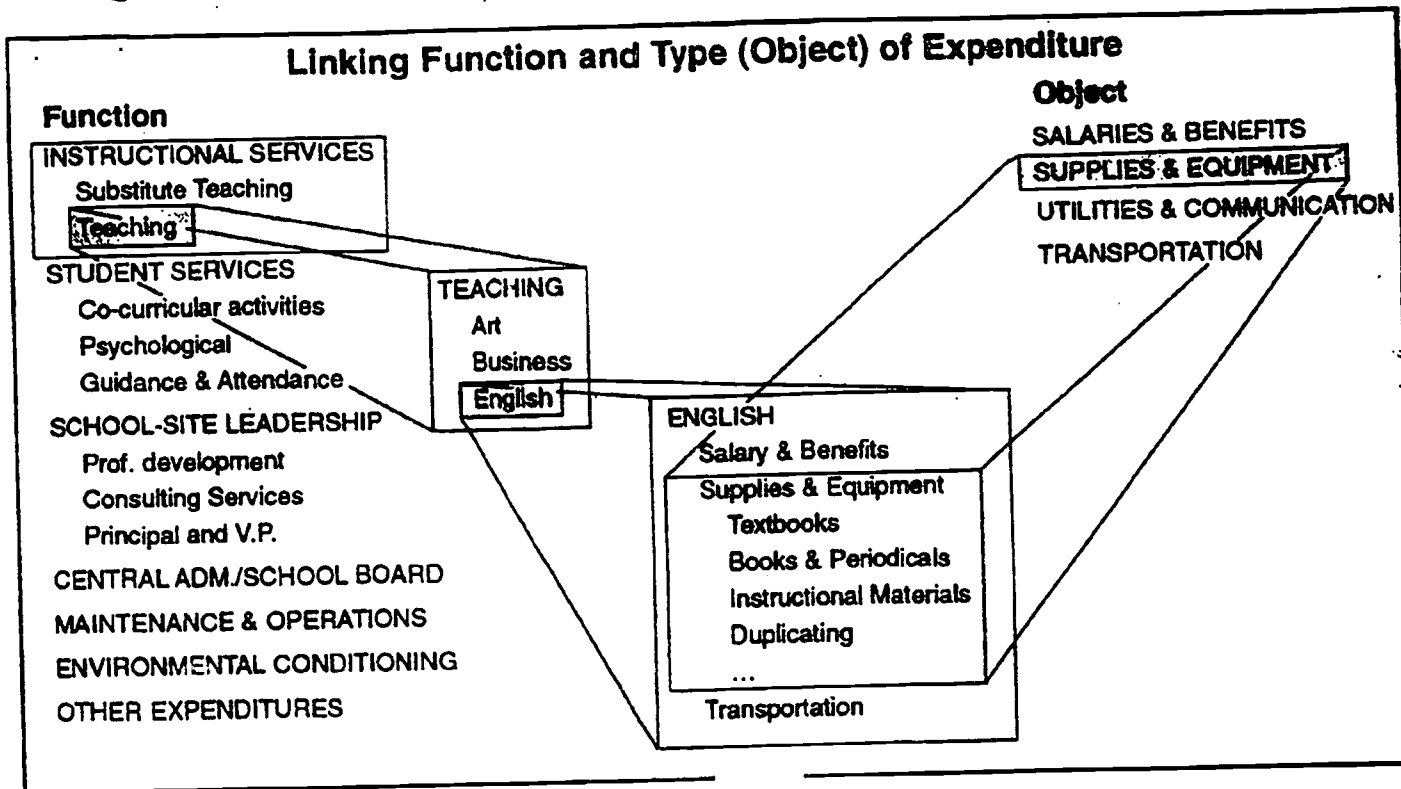 Linking Function and Type (Object) of Expenditure
Function
INSTRUCTIONAL SERVICES
Substitute Teaching
Teaching
STUDENT SERVICES
Co-curricular activities
Psychological
Guidance & Attendance
SCHOOL-SITE LEADERSHIP
Prof. development
Consulting Services
Principal and V.P.
CENTRAL ADM./SCHOOL BOARD
MAINTENANCE & OPERATIONS
ENVIRONMENTAL CONDITIONING
OTHER EXPENDITURES
TEACHING
Art
Business
English
ENGLISH
Salary & Benefits
Supplies & Equipment
Textbooks
Books & Periodicals
Instructional Materials
Duplicating
...
Transportation
Object
SALARIES & BENEFITS
SUPPLIES & EQUIPMENT
UTILITIES & COMMUNICATION
TRANSPORTATION